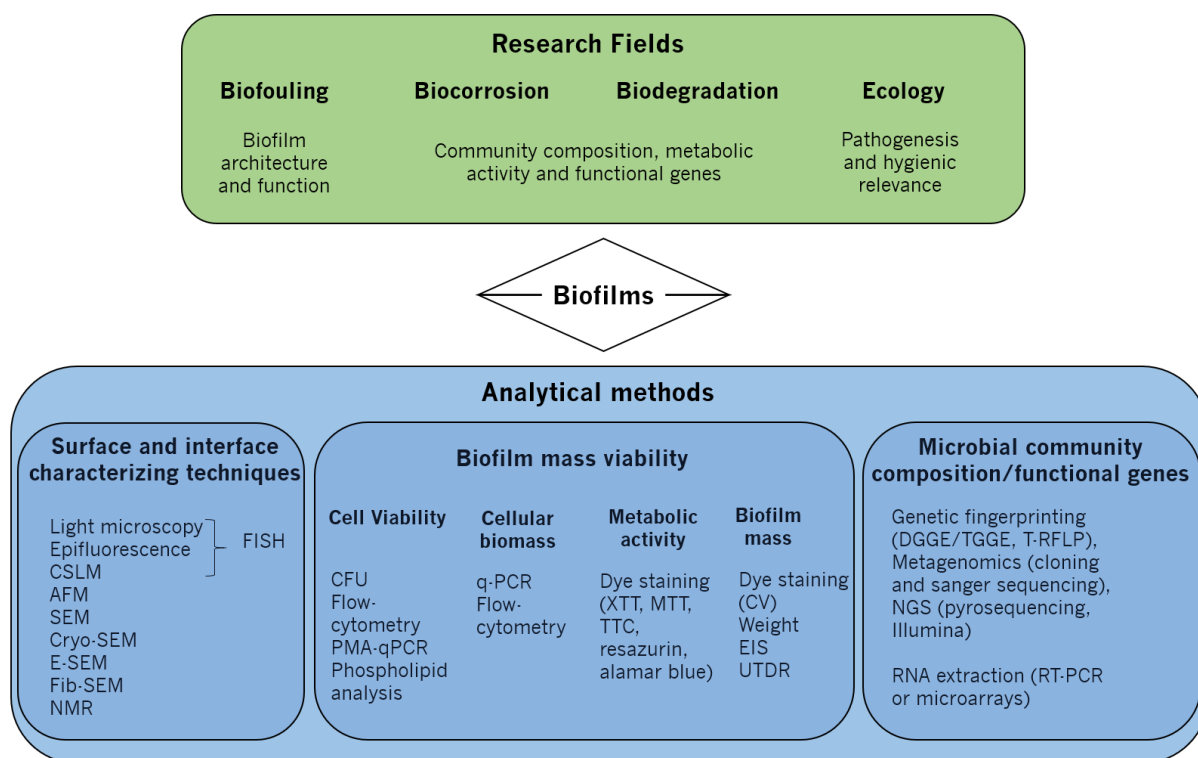 Research Fields
Biofouling
Biocorrosion
Biodegradation
Ecology
Biofilm
architecture
and function
Community composition, metabolic
activity and functional genes
Pathogenesis
and hygienic
relevance
Biofilms
Analytical methods
Surface and interface
characterizing techniques
Light microscopy
Epifluorescence
CSLM
AFM
SEM
Cryo-SEM
E-SEM
Fib-SEM
NMR
FISH
Biofilm mass viability
Cell Viability
CFU
Flow-
cytometry
PMA-qPCR
Phospholipid
analysis
Cellular
biomass
q-PCR
Flow-
cytometry
Metabolic
activity
Dye staining
(XTT, MTT,
TTC,
resazurin,
alamar blue)
Biofilm
mass
Dye staining
(CV)
Weight
EIS
UTDR
Microbial community
composition/functional genes
Genetic fingerprinting
(DGGE/TGGE, T-RFLP),
Metagenomics (cloning
and sanger sequencing),
NGS (pyrosequencing,
Illumina)
RNA extraction (RT-PCR
or microarrays)